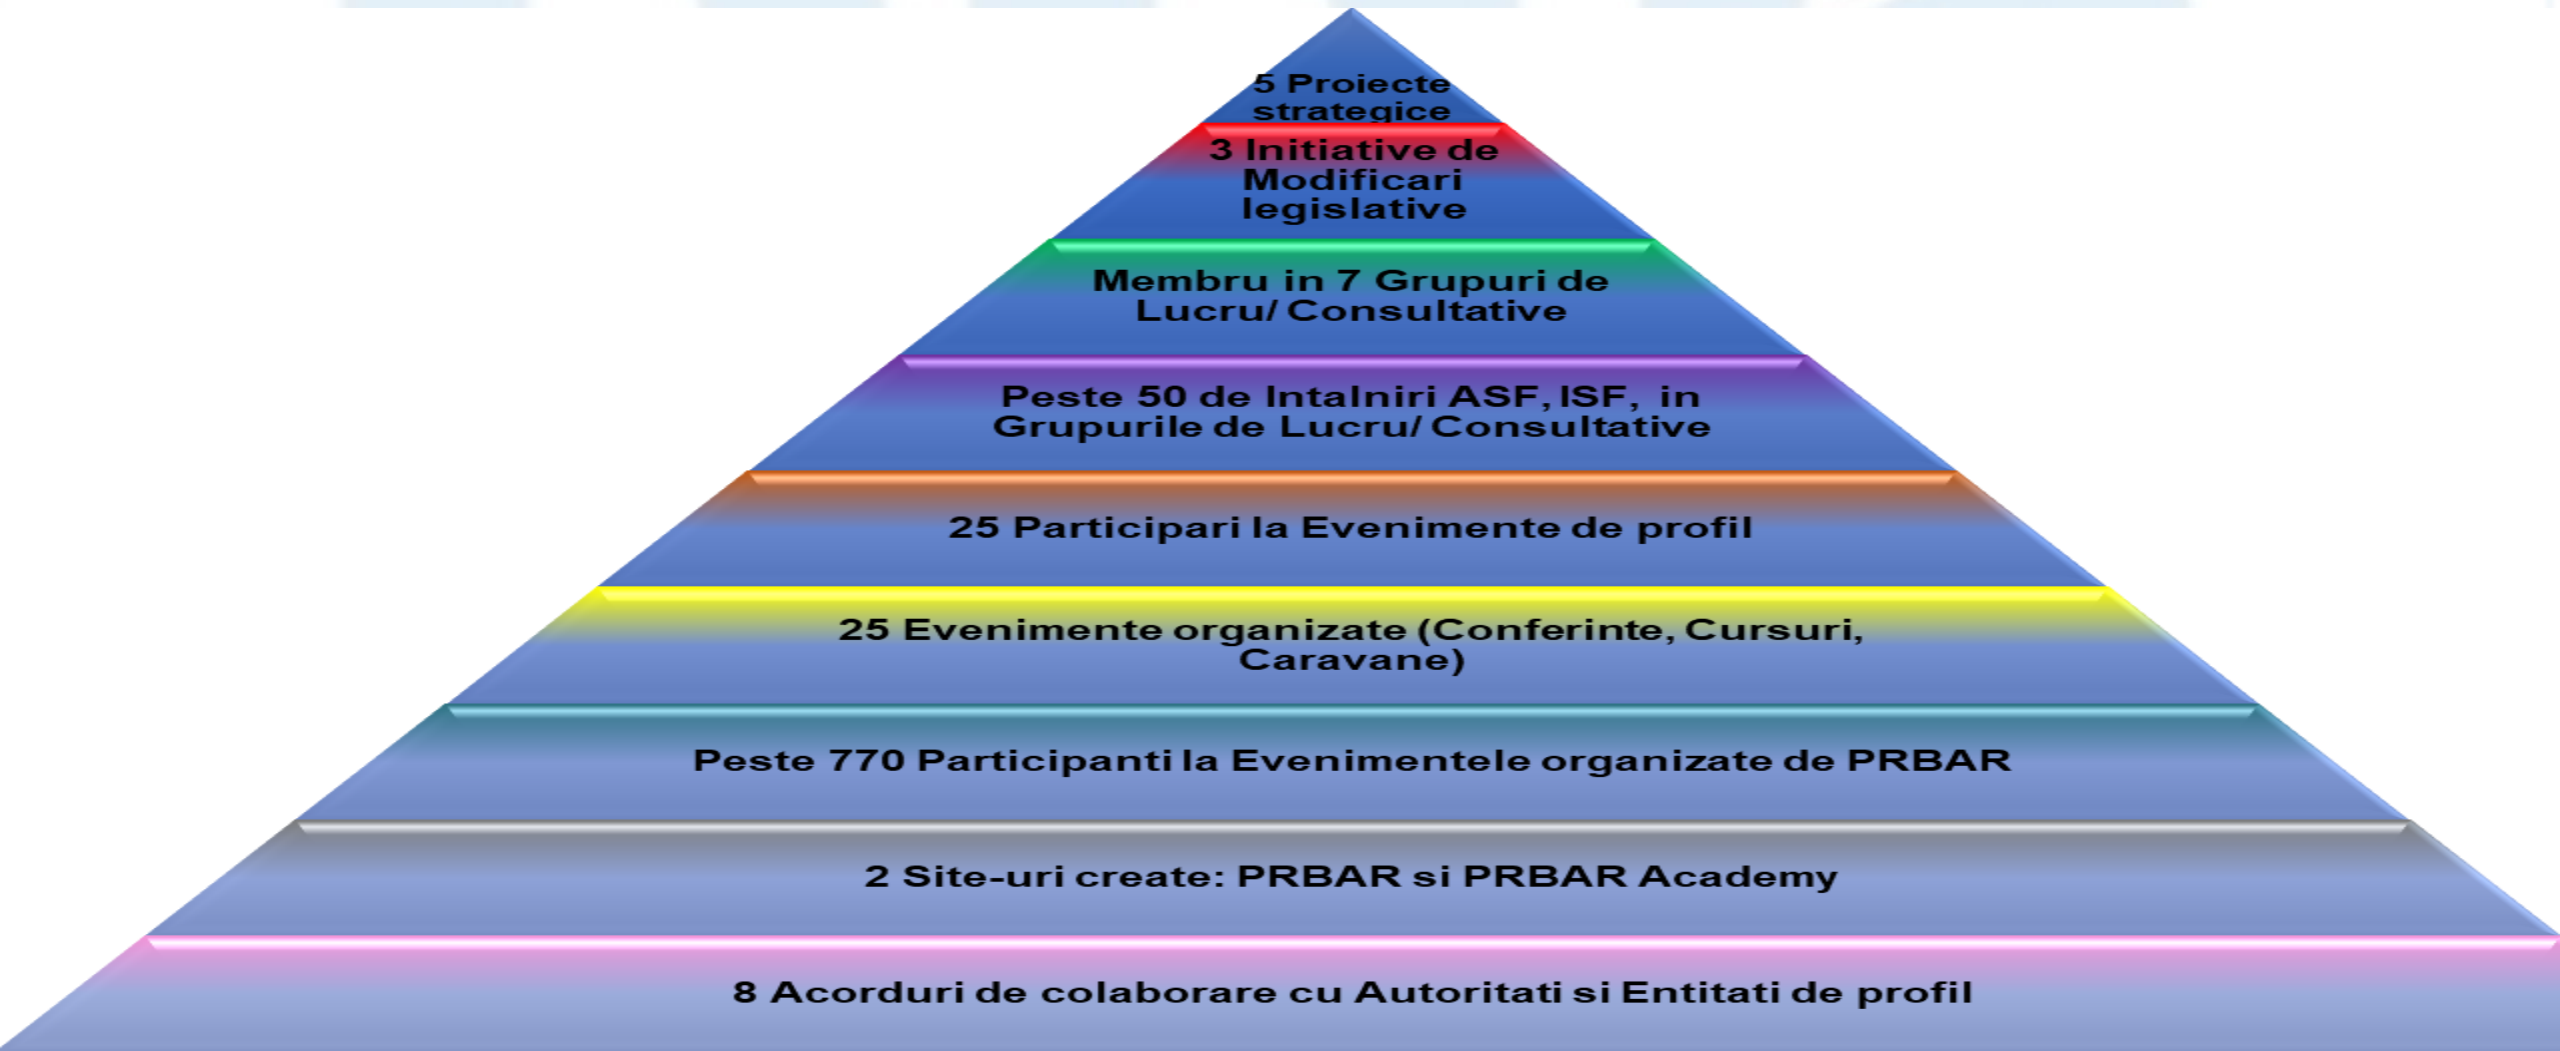 5 Proiecte
strategice
3 Initiative de
Modificari
legislative
Membru in 7 Grupuri de
Lucru/ Consultative
Peste 50 de Intalniri ASF, ISF, in
Grupurile de Lucru/ Consultative
25 Participari la Evenimente de profil
25 Evenimente organizate (Conferinte, Cursuri,
Caravane)
Peste 770 Participanti la Evenimentele organizate de PRBAR
2 Site-uri create: PRBAR si PRBAR Academy
8 Acorduri de colaborare cu Autoritati si Entitati de profil